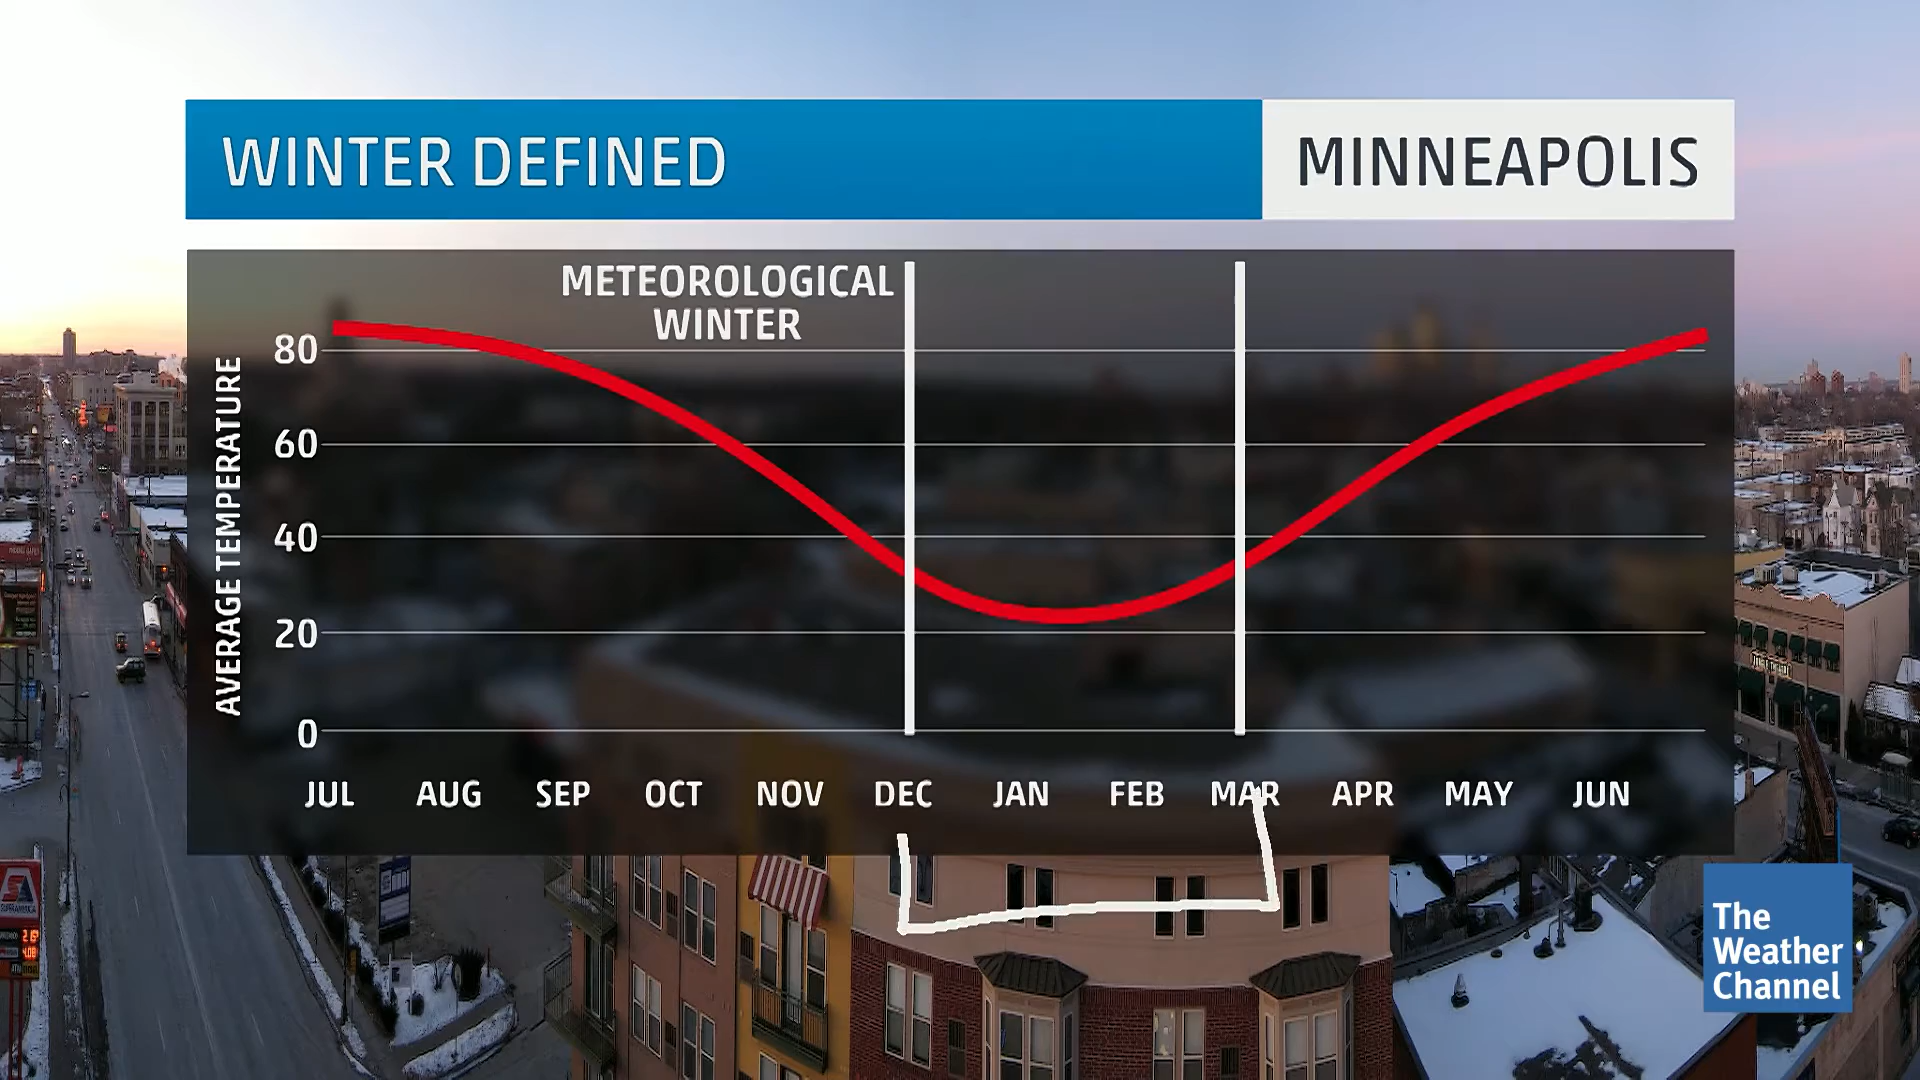 WINTER DEFINED
MINNEAPOLIS
METEOROLOGICAL
WINTER
AVERAGE TEMPERATURE
80
60
40
20
0
JUL AUG SEP OCT NOV DEC JAN FEB MAR APR MAY JUN
The
Weather
Channel